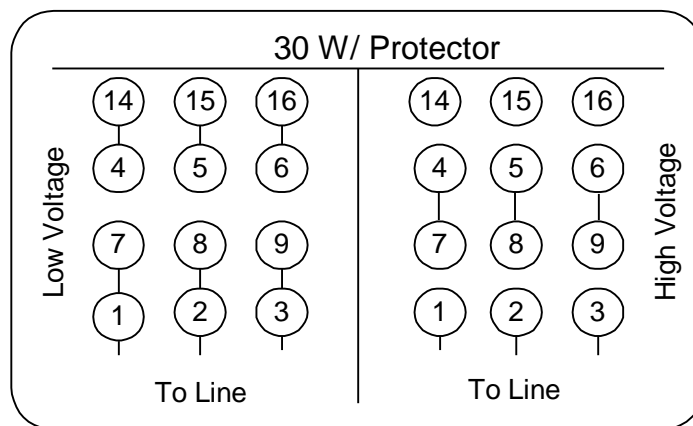 30 W/ Protector
Low Voltage
14 15 16
4 5 6
7 8 9
1 2 3
To Line
14 15 16
4 5 6
7 8 9
1 2 3
To Line
High Voltage